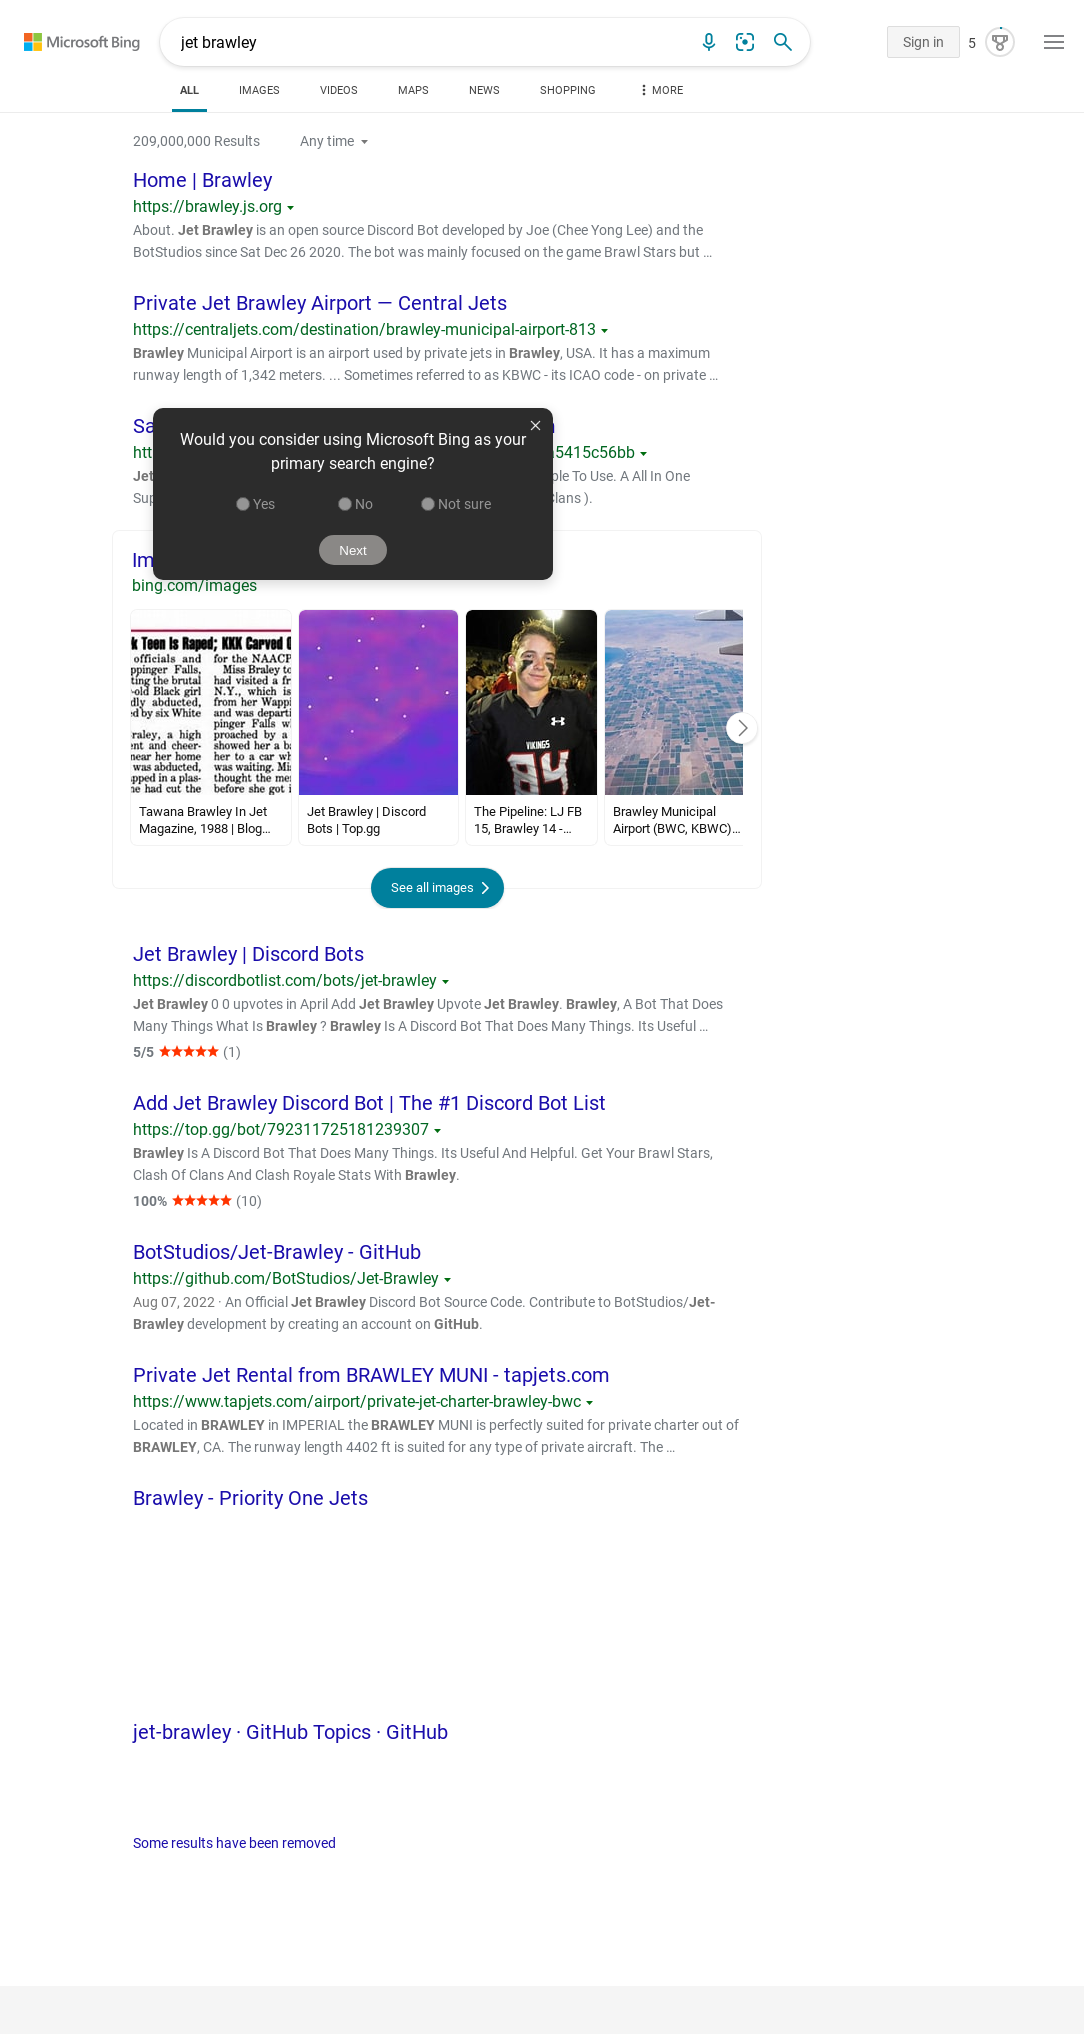 Microsoft Bing
jet brawley
Sign in
5
ALL
IMAGES
VIDEOS
MAPS
NEWS
SHOPPING
MORE
209,000,000 Results
Any time
Home | Brawley
https://brawley.js.org
About. Jet Brawley is an open source Discord Bot developed by Joe (Chee Yong Lee) and the
BotStudios since Sat Dec 26 2020. The bot was mainly focused on the game Brawl Stars but …
Private Jet Brawley Airport — Central Jets
https://centraljets.com/destination/brawley-municipal-airport-813
Brawley Municipal Airport is an airport used by private jets in Brawley, USA. It has a maximum
runway length of 1,342 meters. ... Sometimes referred to as KBWC - its ICAO code - on private …
Sa
htt
5415c56bb
Jet
ple To Use. A All In One
Sup
Clans ).
Would you consider using Microsoft Bing as your
primary search engine?
Yes
No
Not sure
Next
Im
bing.com/images
k Teen Is Raped; KKK Carved
officials and
ppinger Falls,
ting the brutal
-old Black girl
dly abducted,
ed by six White
raley, a high
ent and cheer-
near her home
was abducted,
apped in a plas-
ne had cut the
for the NAACP
Miss Braley to
had visited a fr
N.Y., which is
from her Wapp
and was departi
pinger Falls w
proached by a
showed her a ba
her to a car wh
was waiting. Mis
thought the mer
before she got i
VIKINGS
84
Tawana Brawley In Jet
Magazine, 1988 | Blog…
Jet Brawley | Discord
Bots | Top.gg
The Pipeline: LJ FB
15, Brawley 14 -…
Brawley Municipal
Airport (BWC, KBWC)…
See all images
Jet Brawley | Discord Bots
https://discordbotlist.com/bots/jet-brawley
Jet Brawley 0 0 upvotes in April Add Jet Brawley Upvote Jet Brawley. Brawley, A Bot That Does
Many Things What Is Brawley ? Brawley Is A Discord Bot That Does Many Things. Its Useful …
5/5 ★★★★★ (1)
Add Jet Brawley Discord Bot | The #1 Discord Bot List
https://top.gg/bot/792311725181239307
Brawley Is A Discord Bot That Does Many Things. Its Useful And Helpful. Get Your Brawl Stars,
Clash Of Clans And Clash Royale Stats With Brawley.
100% ★★★★★ (10)
BotStudios/Jet-Brawley - GitHub
https://github.com/BotStudios/Jet-Brawley
Aug 07, 2022 · An Official Jet Brawley Discord Bot Source Code. Contribute to BotStudios/Jet-
Brawley development by creating an account on GitHub.
Private Jet Rental from BRAWLEY MUNI - tapjets.com
https://www.tapjets.com/airport/private-jet-charter-brawley-bwc
Located in BRAWLEY in IMPERIAL the BRAWLEY MUNI is perfectly suited for private charter out of
BRAWLEY, CA. The runway length 4402 ft is suited for any type of private aircraft. The …
Brawley - Priority One Jets
jet-brawley · GitHub Topics · GitHub
Some results have been removed